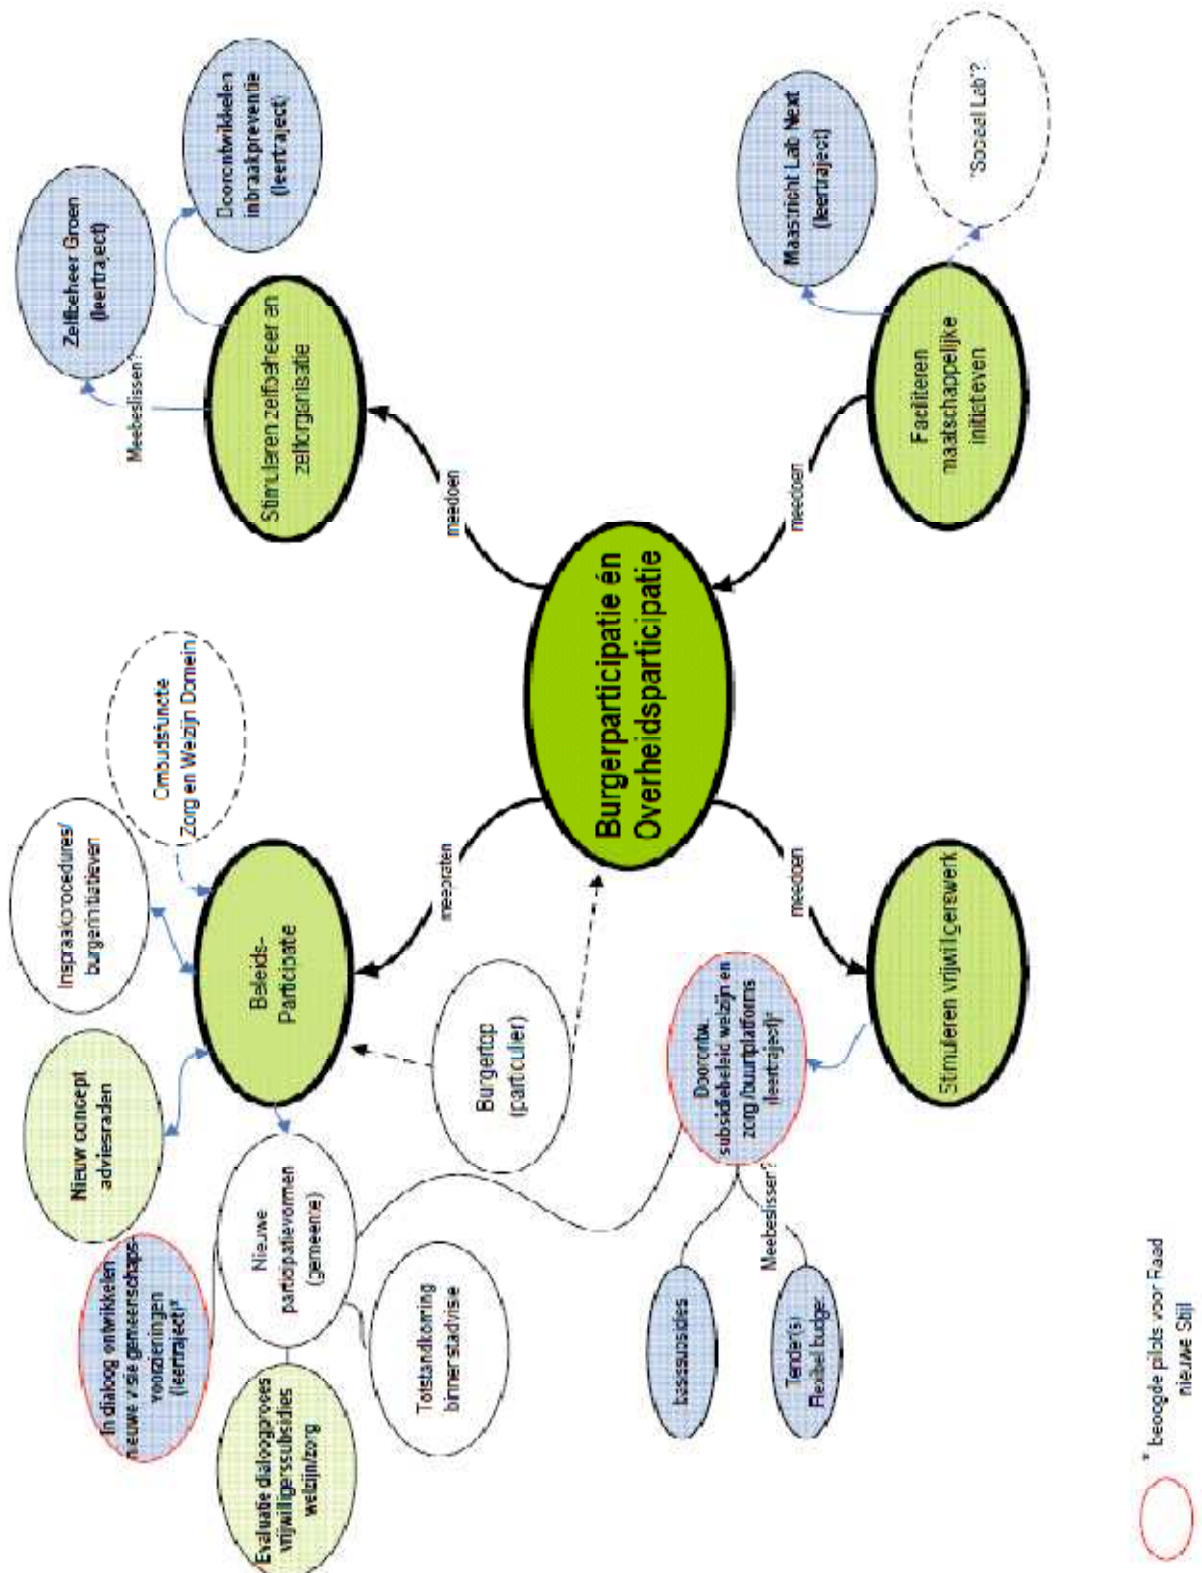 In dialoog ontwikkelen
nieuwe visie gemeenschaps-
voorzieningen
(leertraject)*
Nieuw concept
adviesraden
Inspraakprocedures/
burgerinitiatieven
Ombudsfunctie
Zorg en Welzijn Domein
Zelfbeheer Groen
(leertraject)
Doorontwikkelen
inbraakpreventie
(leertraject)
Meebeslissen?
Evaluatie dialoogproces
vrijwilligerssubsidies
welzijn/zorg
Nieuwe
participatievormen
(gemeente)
Beleids-
Participatie
Stimuleren zelfbeheer en
zelforganisatie
Totstandkoming
binnenstadvisie
Burgertop
(particulier)
meepraten
meedoen
Burgerparticipatie én
Overheidsparticipatie
basissubsidies
Tender(s)
Flexibel budget
Meebeslissen?
Doorontw.
subsidiebeleid welzijn en
zorg /buurtplatforms
(leertraject)*
meedoen
meedoen
Maastricht Lab Next
(leertraject)
"Sociaal Lab"?
Stimuleren vrijwilligerswerk
Faciliteren
maatschappelijke
initiatieven
* beoogde pilots voor Raad
nieuwe Stijl